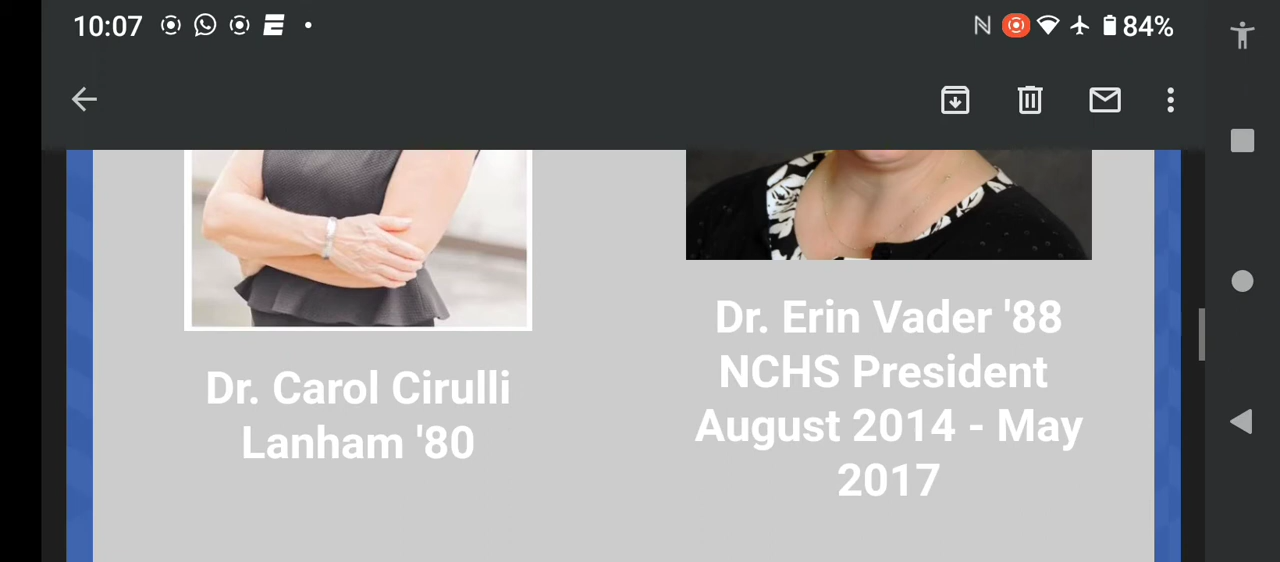 10:07
84%
Dr. Carol Cirulli
Lanham '80
Dr. Erin Vader '88
NCHS President
August 2014 - May
2017